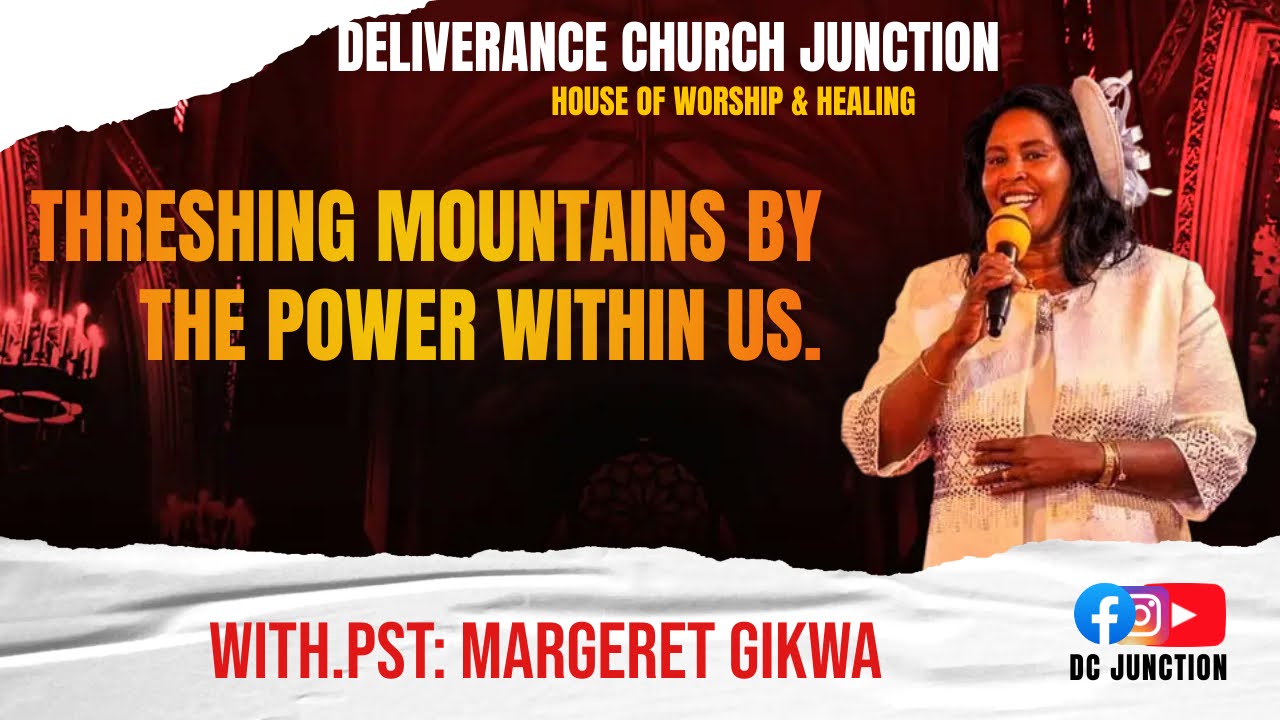 DELIVERANCE CHURCH JUNCTION
HOUSE OF WORSHIP & HEALING
THRESHING MOUNTAINS BY
THE POWER WITHIN US.
WITH.PST: MARGERET GIKWA
DC JUNCTION